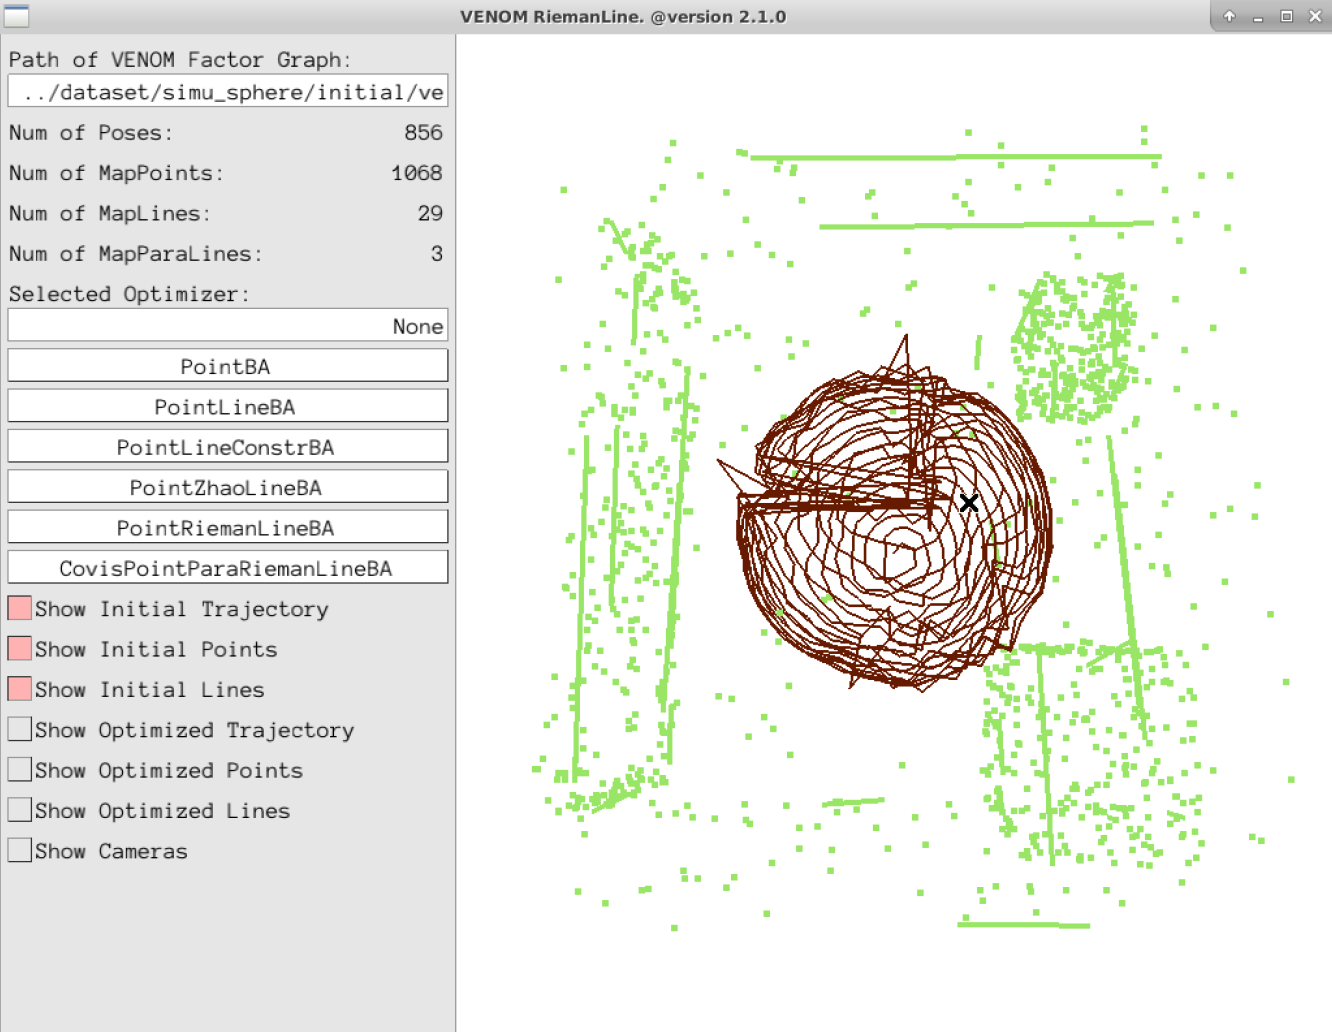 VENOM RiemanLine. @version 2.1.0
Path of VENOM Factor Graph:
../dataset/simu_sphere/initial/ve
Num of Poses: 856
Num of MapPoints: 1068
Num of MapLines: 29
Num of MapParaLines: 3
Selected Optimizer:
None
PointBA
PointLineBA
PointLineConstrBA
PointZhaoLineBA
PointRiemanLineBA
CovisPointParaRiemanLineBA
Show Initial Trajectory
Show Initial Points
Show Initial Lines
Show Optimized Trajectory
Show Optimized Points
Show Optimized Lines
Show Cameras